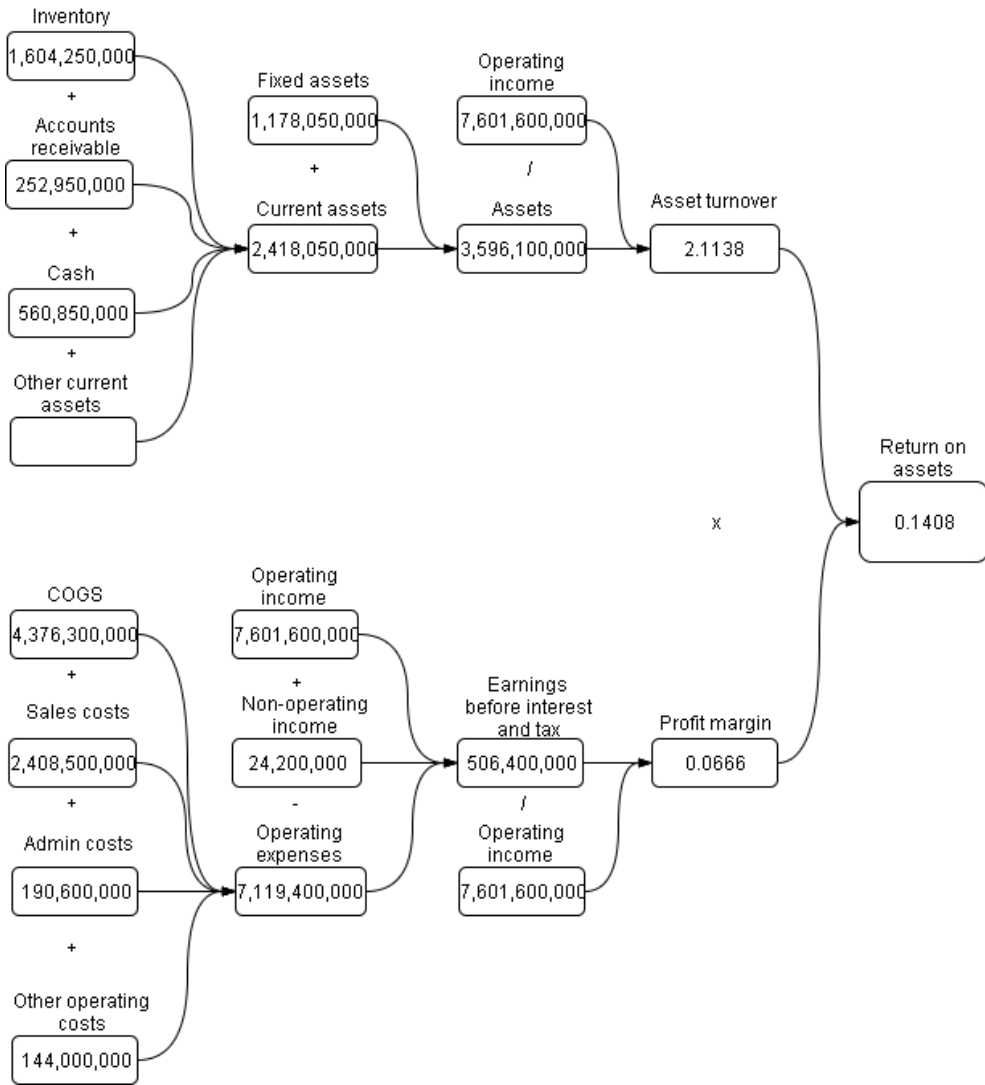 Inventory
1,604,250,000
+
Accounts
receivable
252,950,000
+
Cash
560,850,000
+
Other current
assets
Fixed assets
1,178,050,000
+
Current assets
2,418,050,000
Operating
income
7,601,600,000
/
Assets
3,596,100,000
Asset turnover
2.1138
Return on
assets
0.1408
x
COGS
4,376,300,000
+
Sales costs
2,408,500,000
+
Admin costs
190,600,000
+
Other operating
costs
144,000,000
Operating
income
7,601,600,000
+
Non-operating
income
24,200,000
-
Operating
expenses
7,119,400,000
Earnings
before interest
and tax
506,400,000
/
Operating
income
7,601,600,000
Profit margin
0.0666